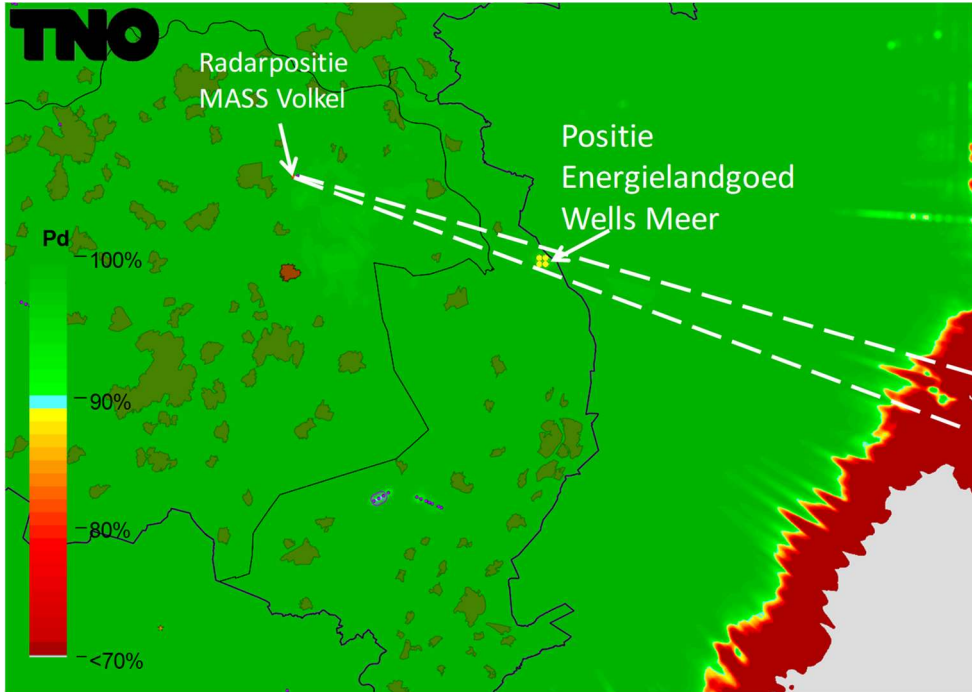 TNO
Radarpositie
MASS Volkel
Positie
Energielandgoed
Wells Meer
Pd
100%
90%
80%
<70%